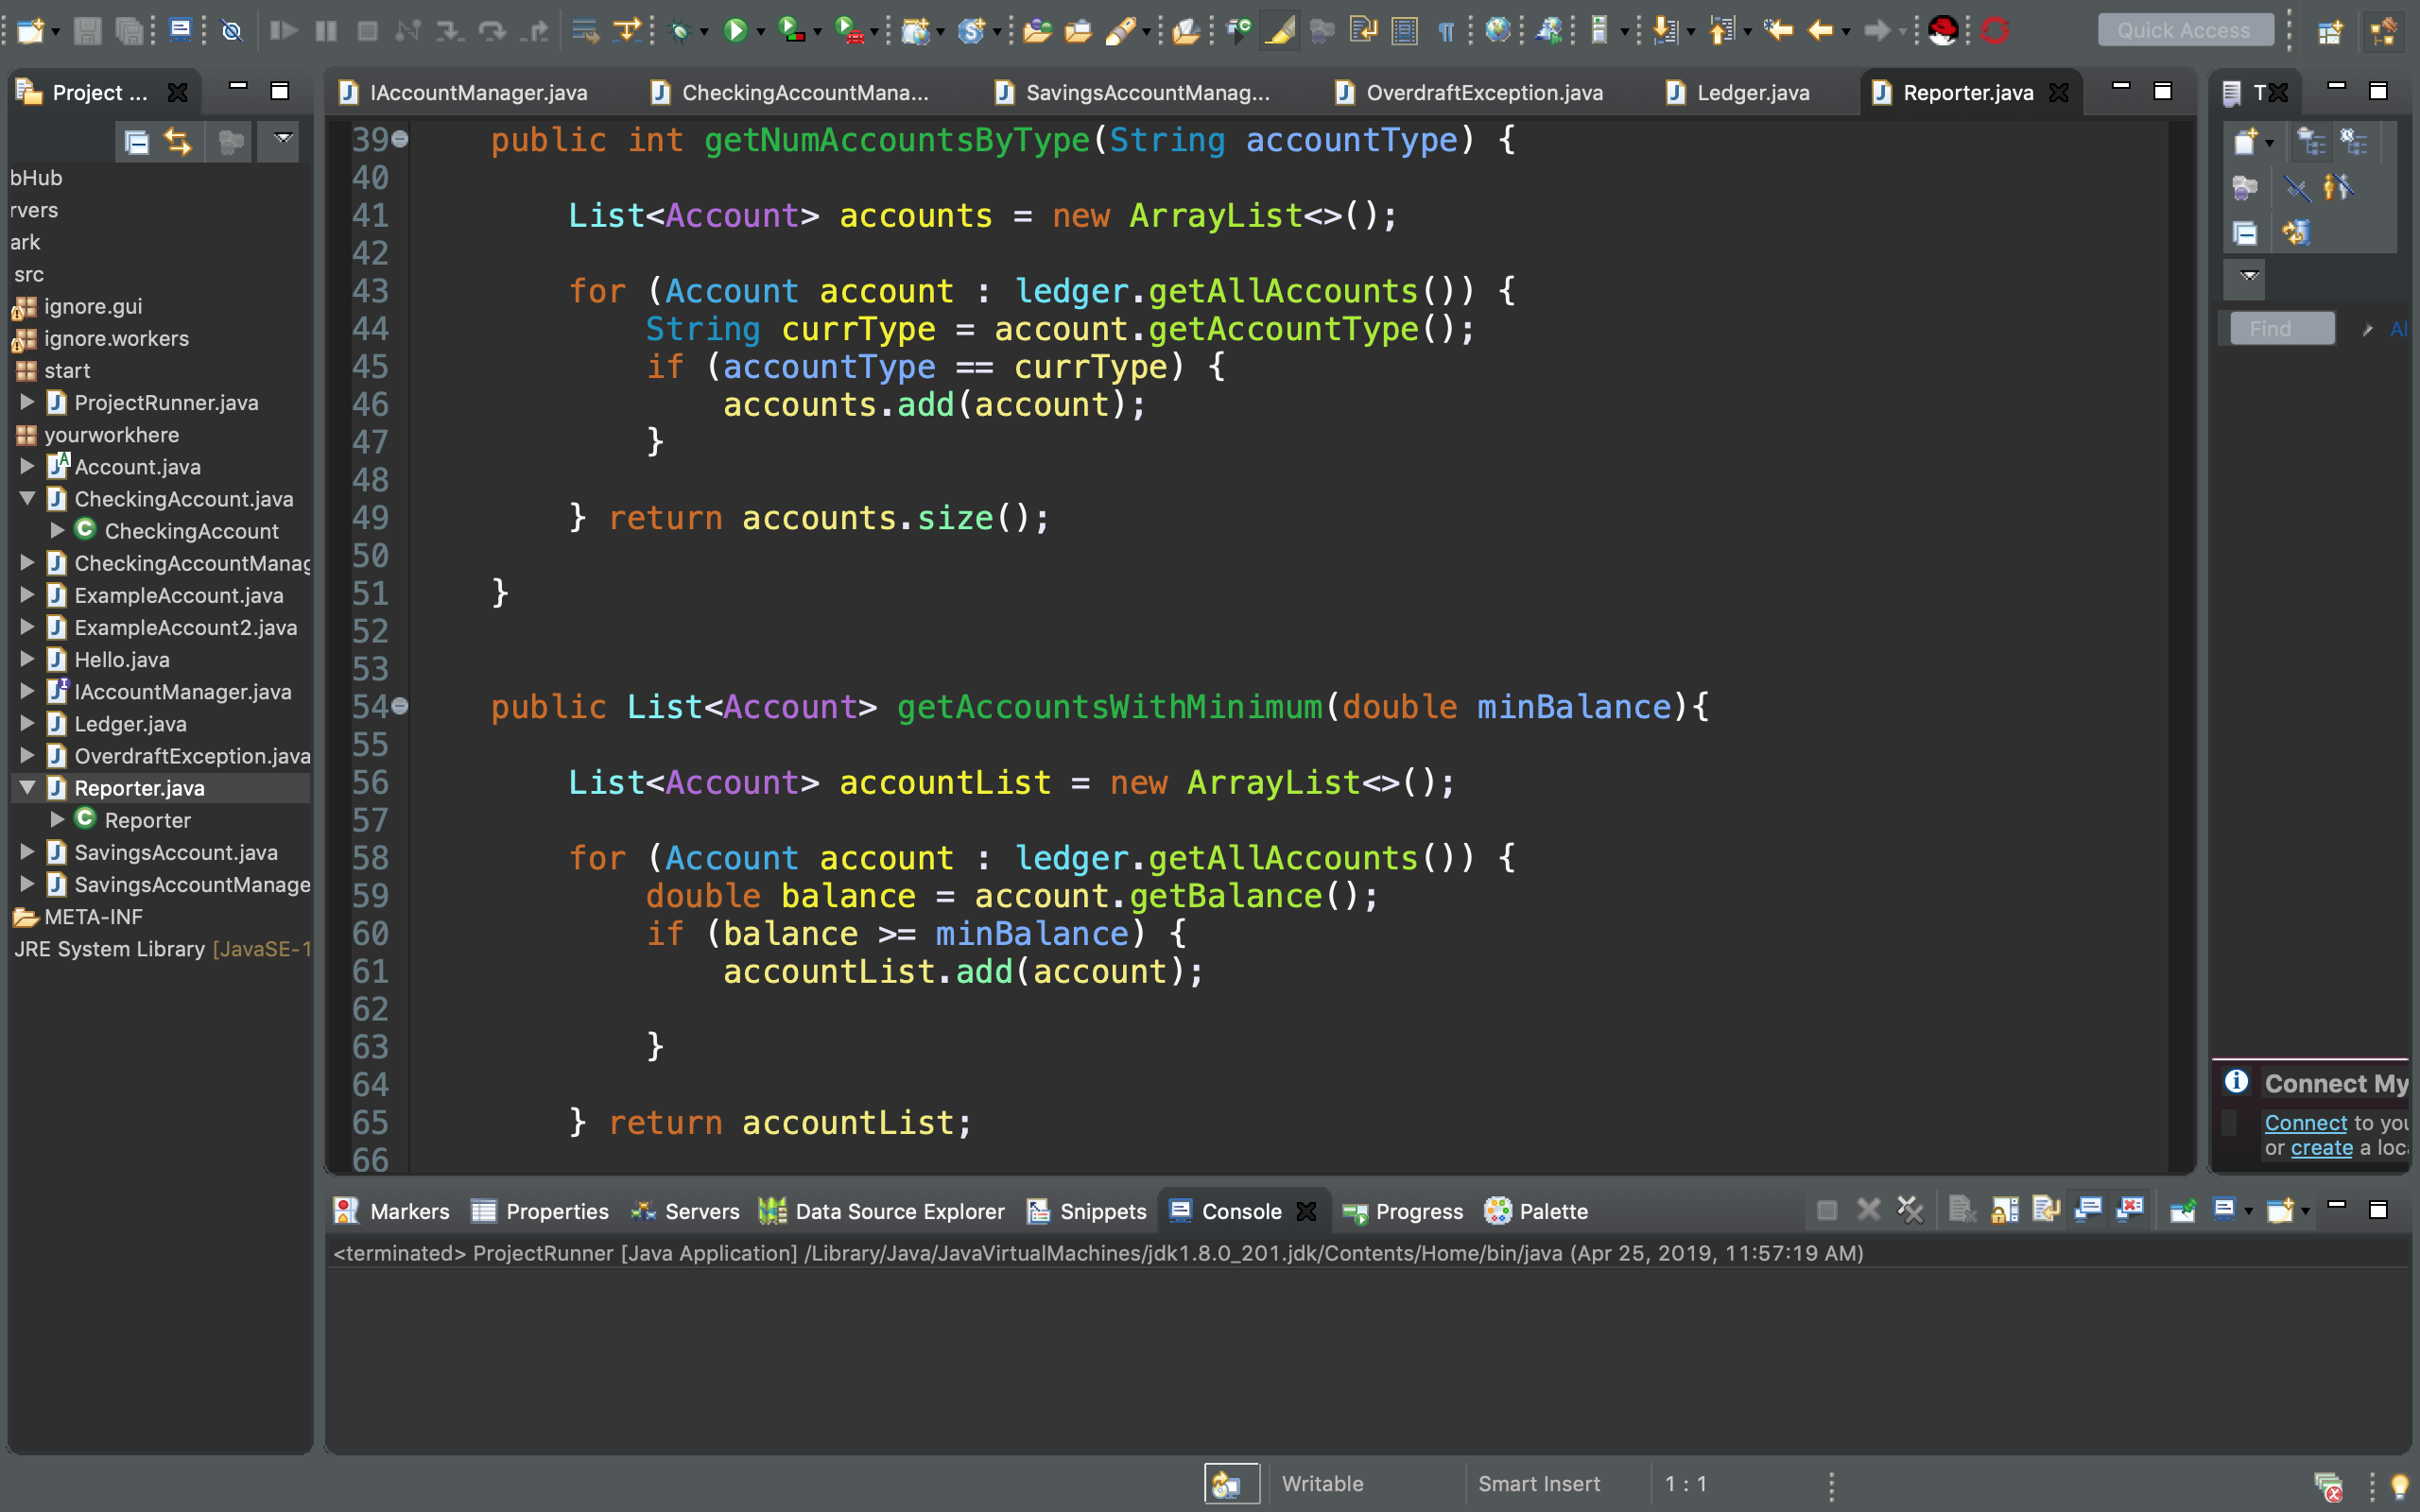 Quick Access
Project ...
IAccountManager.java
CheckingAccountMana...
SavingsAccountManag...
OverdraftException.java
Ledger.java
Reporter.java
T
bHub
rvers
ark
src
ignore.gui
ignore.workers
start
ProjectRunner.java
yourworkhere
Account.java
CheckingAccount.java
CheckingAccount
CheckingAccountManag
ExampleAccount.java
ExampleAccount2.java
Hello.java
IAccountManager.java
Ledger.java
OverdraftException.java
Reporter.java
Reporter
SavingsAccount.java
SavingsAccountManage
META-INF
JRE System Library [JavaSE-1
39 public int getNumAccountsByType(String accountType) {
40
41 List<Account> accounts = new ArrayList<>();
42
43 for (Account account : ledger.getAllAccounts()) {
44 String currType = account.getAccountType();
45 if (accountType == currType) {
46 accounts.add(account);
47 }
48
49 } return accounts.size();
50
51 }
52
53
54 public List<Account> getAccountsWithMinimum(double minBalance){
55
56 List<Account> accountList = new ArrayList<>();
57
58 for (Account account : ledger.getAllAccounts()) {
59 double balance = account.getBalance();
60 if (balance >= minBalance) {
61 accountList.add(account);
62
63 }
64
65 } return accountList;
66
Find
Al
Connect My
Connect to you
or create a loc
Markers
Properties
Servers
Data Source Explorer
Snippets
Console
Progress
Palette
<terminated> ProjectRunner [Java Application] /Library/Java/JavaVirtualMachines/jdk1.8.0_201.jdk/Contents/Home/bin/java (Apr 25, 2019, 11:57:19 AM)
Writable
Smart Insert
1 : 1